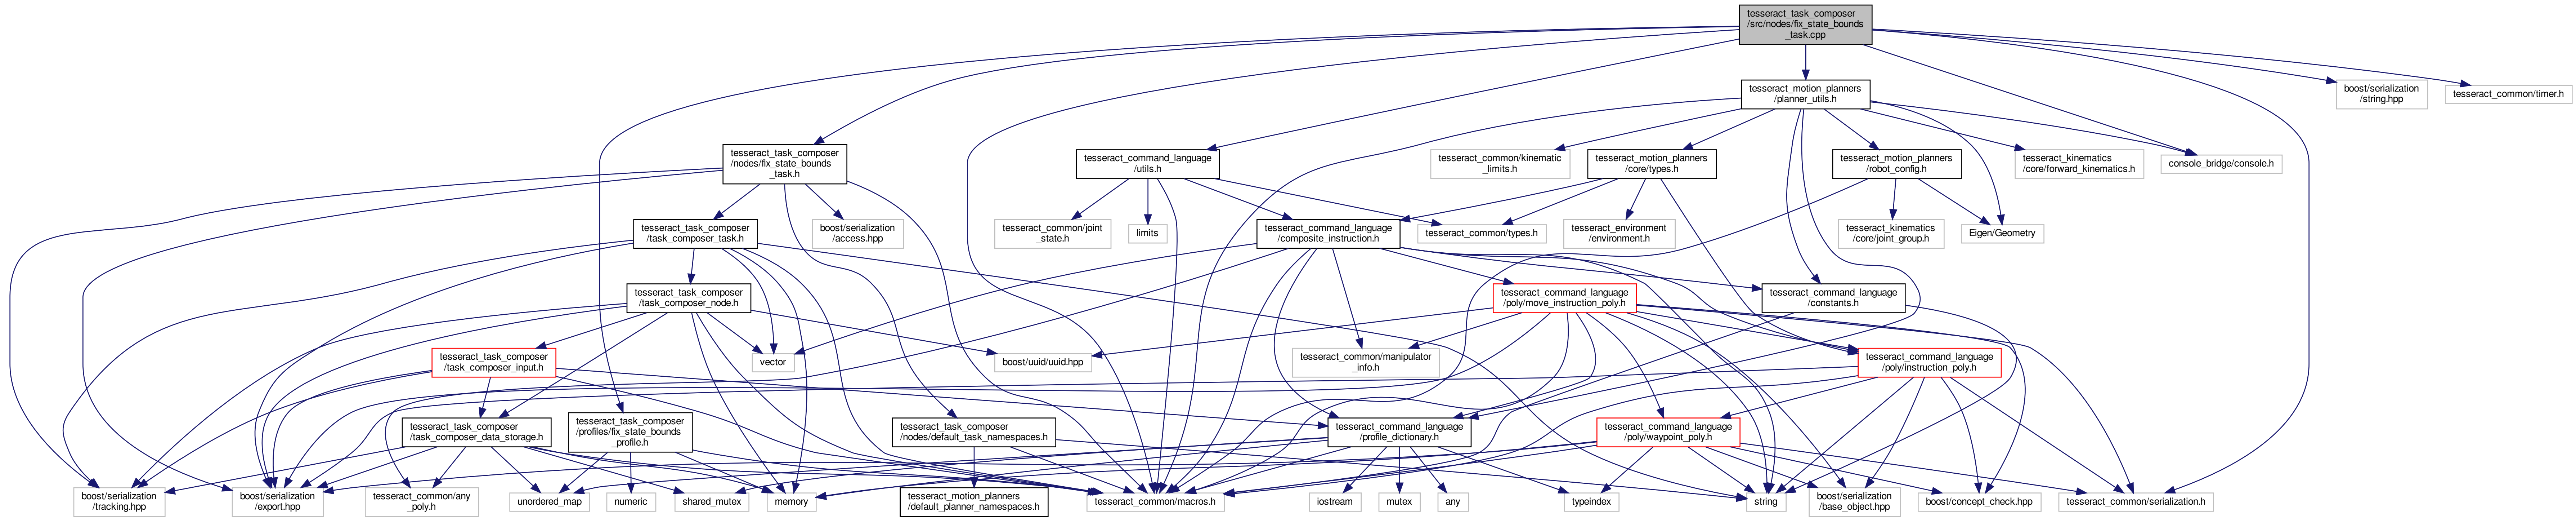 tesseract_task_composer
/src/nodes/fix_state_bounds
_task.cpp
tesseract_motion_planners
/planner_utils.h
boost/serialization
/string.hpp
tesseract_common/timer.h
tesseract_task_composer
/nodes/fix_state_bounds
_task.h
tesseract_command_language
/utils.h
tesseract_common/kinematic
_limits.h
tesseract_motion_planners
/core/types.h
tesseract_motion_planners
/robot_config.h
tesseract_kinematics
/core/forward_kinematics.h
console_bridge/console.h
tesseract_task_composer
/task_composer_task.h
boost/serialization
/access.hpp
tesseract_common/joint
_state.h
limits
tesseract_command_language
/composite_instruction.h
tesseract_common/types.h
tesseract_environment
/environment.h
tesseract_kinematics
/core/joint_group.h
Eigen/Geometry
tesseract_task_composer
/task_composer_node.h
tesseract_command_language
/poly/move_instruction_poly.h
tesseract_command_language
/constants.h
tesseract_task_composer
/task_composer_input.h
vector
boost/uuid/uuid.hpp
tesseract_common/manipulator
_info.h
tesseract_command_language
/poly/instruction_poly.h
tesseract_task_composer
/task_composer_data_storage.h
tesseract_task_composer
/profiles/fix_state_bounds
_profile.h
tesseract_task_composer
/nodes/default_task_namespaces.h
tesseract_command_language
/profile_dictionary.h
tesseract_command_language
/poly/waypoint_poly.h
boost/serialization
/tracking.hpp
boost/serialization
/export.hpp
tesseract_common/any
_poly.h
unordered_map
numeric
shared_mutex
memory
tesseract_motion_planners
/default_planner_namespaces.h
tesseract_common/macros.h
iostream
mutex
any
typeindex
string
boost/serialization
/base_object.hpp
boost/concept_check.hpp
tesseract_common/serialization.h